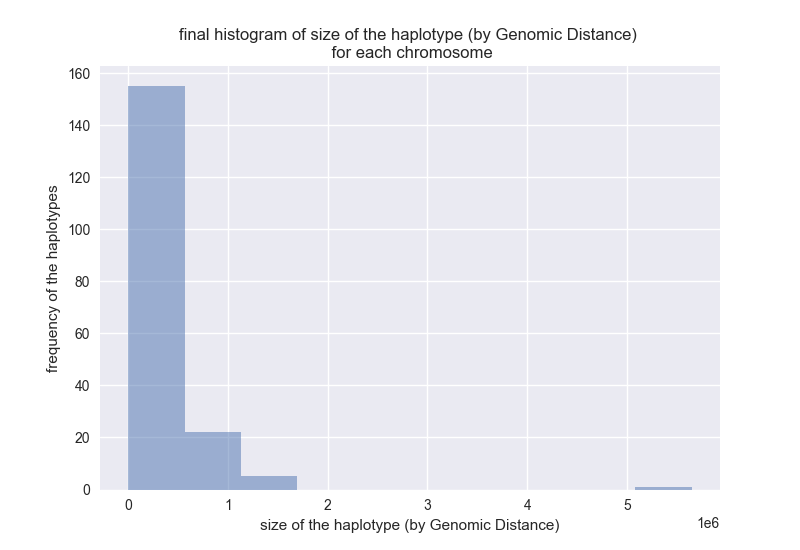 final histogram of size of the haplotype (by Genomic Distance)
for each chromosome
160
140
120
100
80
60
40
20
0
frequency of the haplotypes
0 1 2 3 4 5
1e6
size of the haplotype (by Genomic Distance)